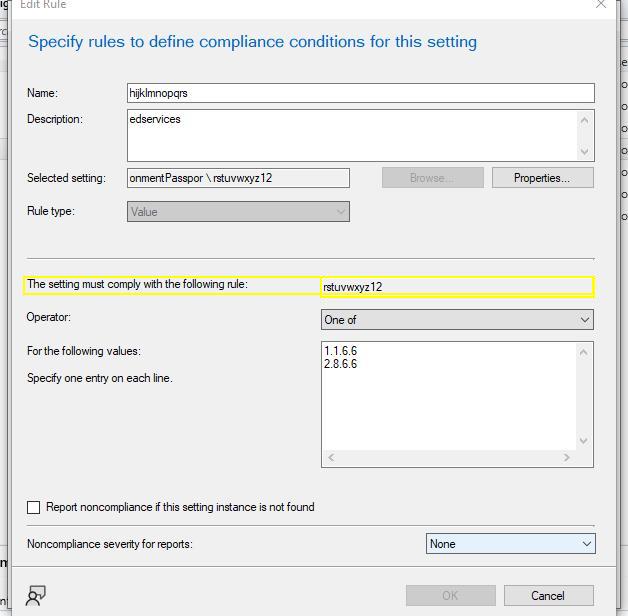 Edit Rule
Specify rules to define compliance conditions for this setting
Name:
hijklmnopqrs
Description:
edservices
Selected setting:
onmentPasspor \ rstuvwxyz12
Browse...
Properties...
Rule type:
Value
The setting must comply with the following rule:
rstuvwxyz12
Operator:
One of
For the following values:
1.1.6.6
2.8.6.6
Specify one entry on each line.
Report noncompliance if this setting instance is not found
Noncompliance severity for reports:
None
OK
Cancel